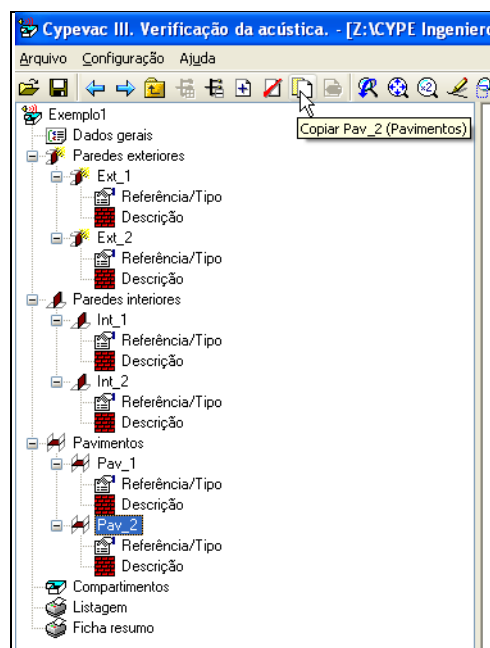 Cypevac III. Verificação da acústica. - [Z:\CYPE Ingeniero
Arquivo Configuração Ajuda
Copiar Pav_2 (Pavimentos)
Exemplo1
Dados gerais
Paredes exteriores
Ext_1
Referência/Tipo
Descrição
Ext_2
Referência/Tipo
Descrição
Paredes interiores
Int_1
Referência/Tipo
Descrição
Int_2
Referência/Tipo
Descrição
Pavimentos
Pav_1
Referência/Tipo
Descrição
Pav_2
Referência/Tipo
Descrição
Compartimentos
Listagem
Ficha resumo